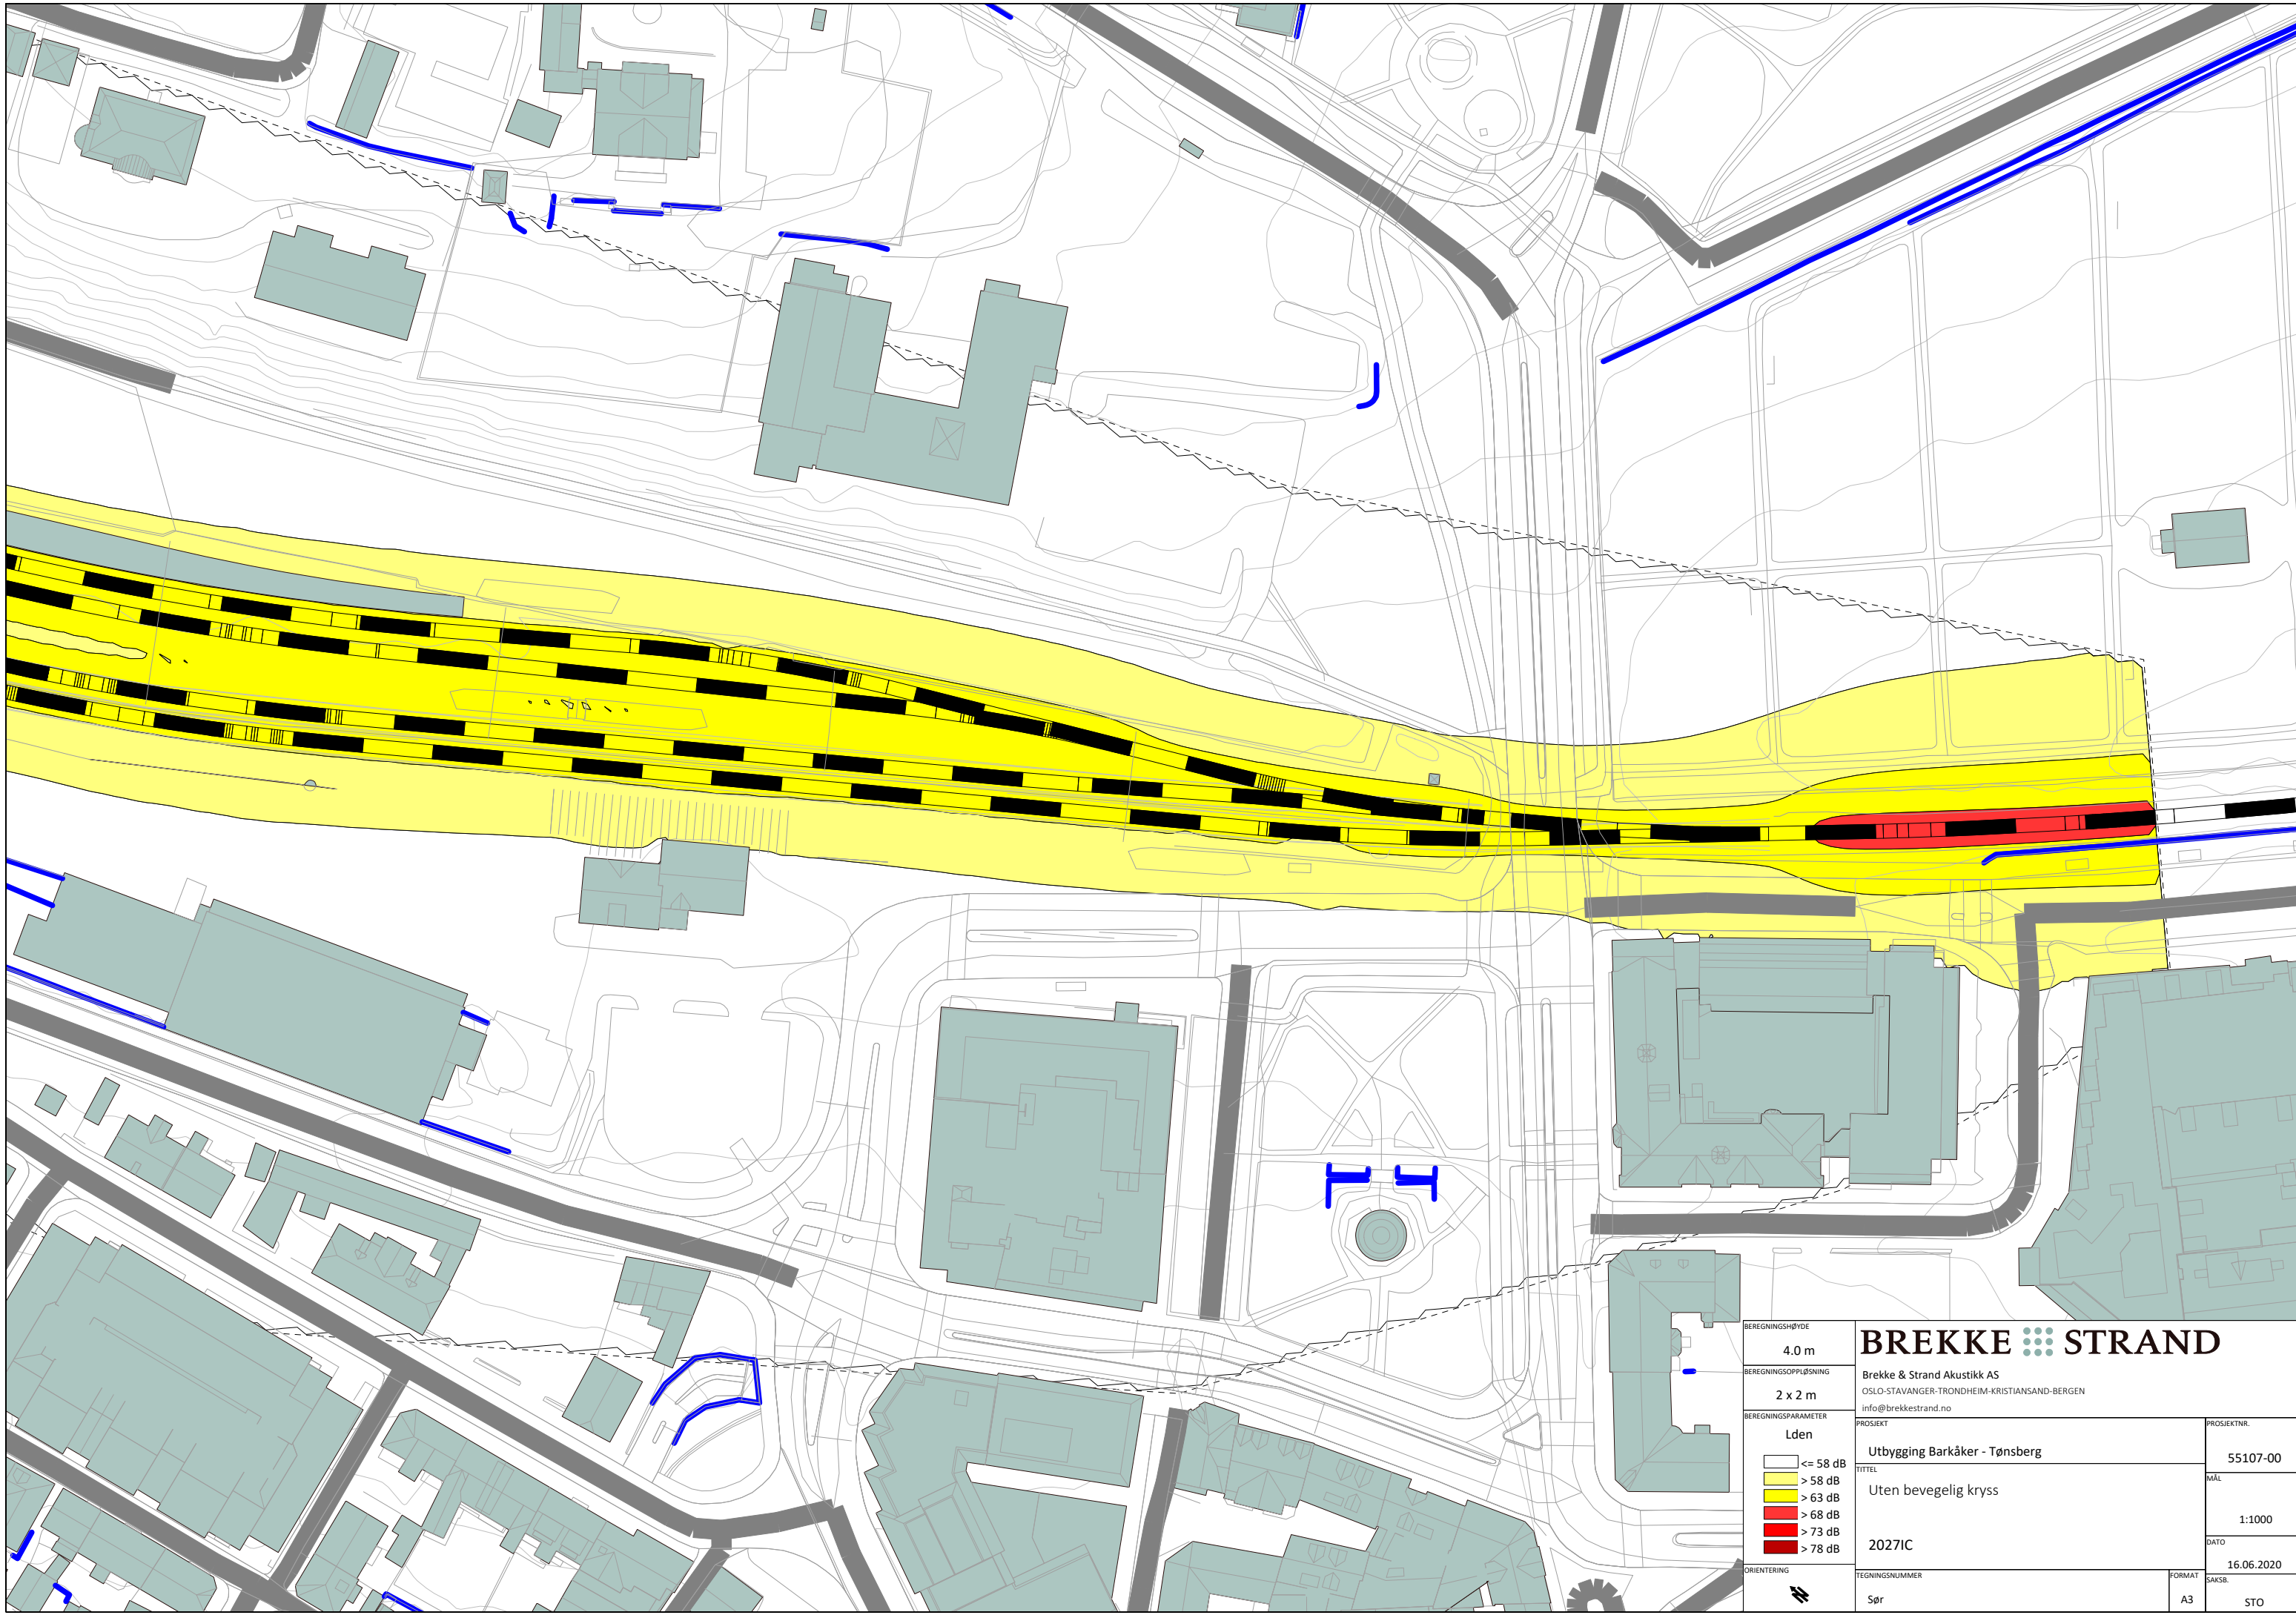 BEREGNINGSHØYDE
4.0 m
BEREGNINGSOPPLØSNING
2 x 2 m
BEREGNINGSPARAMETER
Lden
<= 58 dB
> 58 dB
> 63 dB
> 68 dB
> 73 dB
> 78 dB
ORIENTERING
BREKKE STRAND
Brekke & Strand Akustikk AS
OSLO-STAVANGER-TRONDHEIM-KRISTIANSAND-BERGEN
info@brekkestrand.no
PROSJEKT
Utbygging Barkåker - Tønsberg
PROSJEKTNR.
55107-00
TITTEL
Uten bevegelig kryss
2027IC
MÅL
1:1000
DATO
16.06.2020
TEGNINGSNUMMER
Sør
FORMAT
A3
SAKSB.
STO